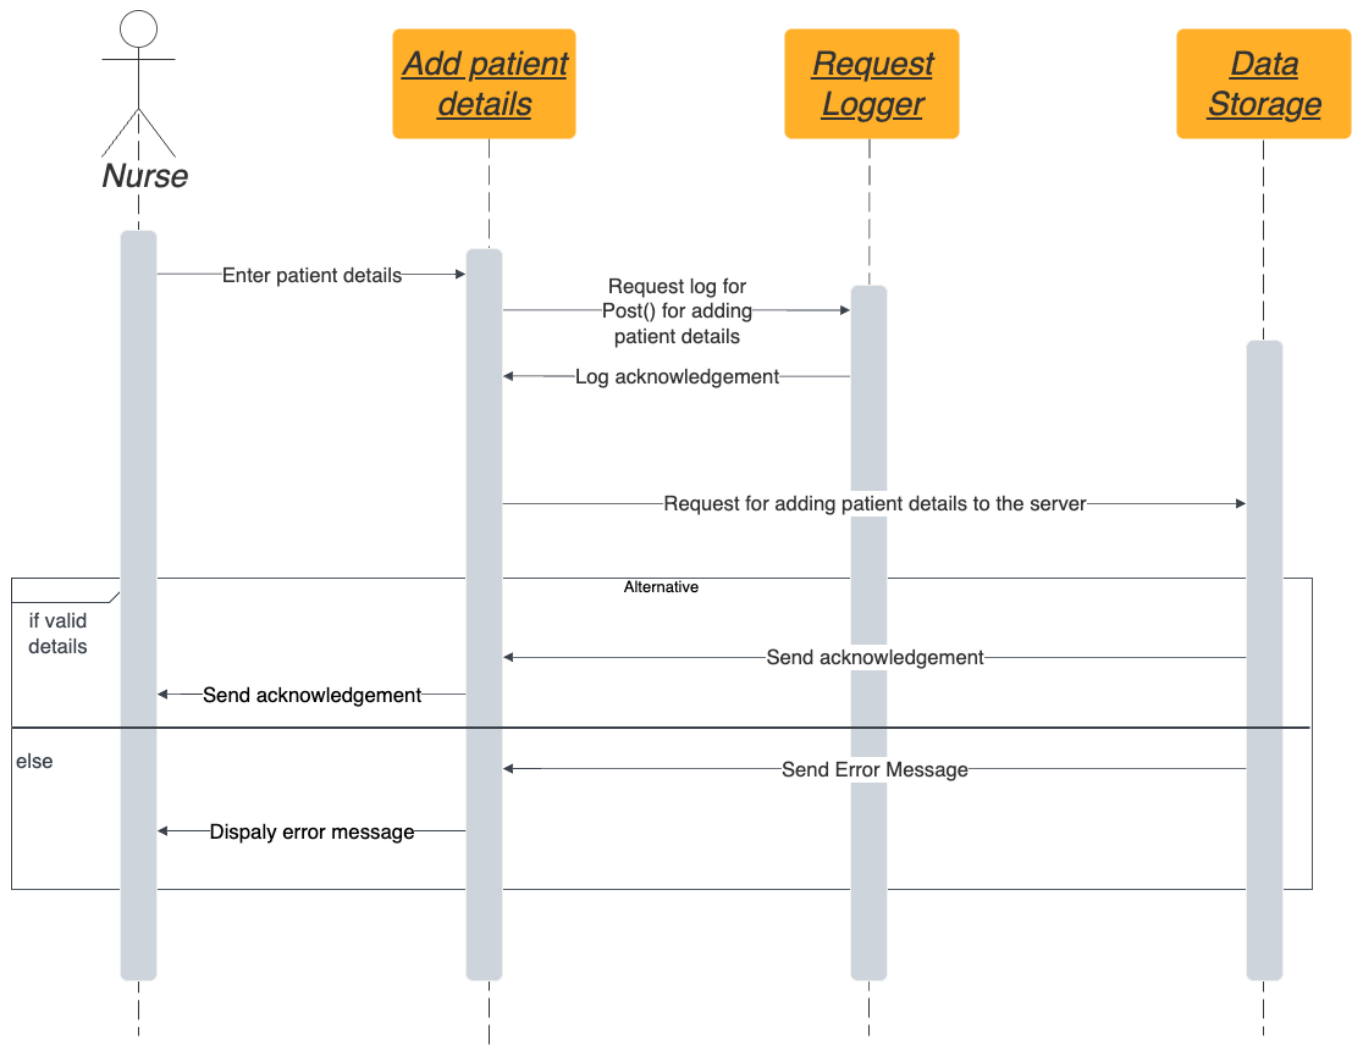 Add patient
details
Request
Logger
Data
Storage
Nurse
Enter patient details
Request log for
Post() for adding
patient details
Log acknowledgement
Request for adding patient details to the server
Alternative
if valid
details
Send acknowledgement
Send acknowledgement
else
Send Error Message
Dispaly error message